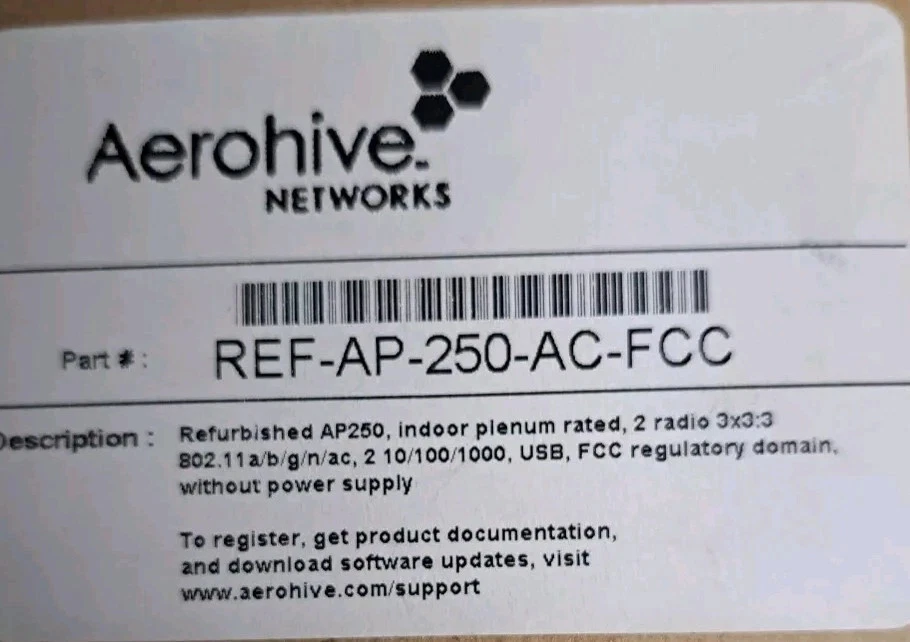 Aerohive™
NETWORKS
Part #: REF-AP-250-AC-FCC
Description : Refurbished AP250, indoor plenum rated, 2 radio 3x3:3
802.11a/b/g/n/ac, 2 10/100/1000, USB, FCC regulatory domain,
without power supply
To register, get product documentation,
and download software updates, visit
www.aerohive.com/support